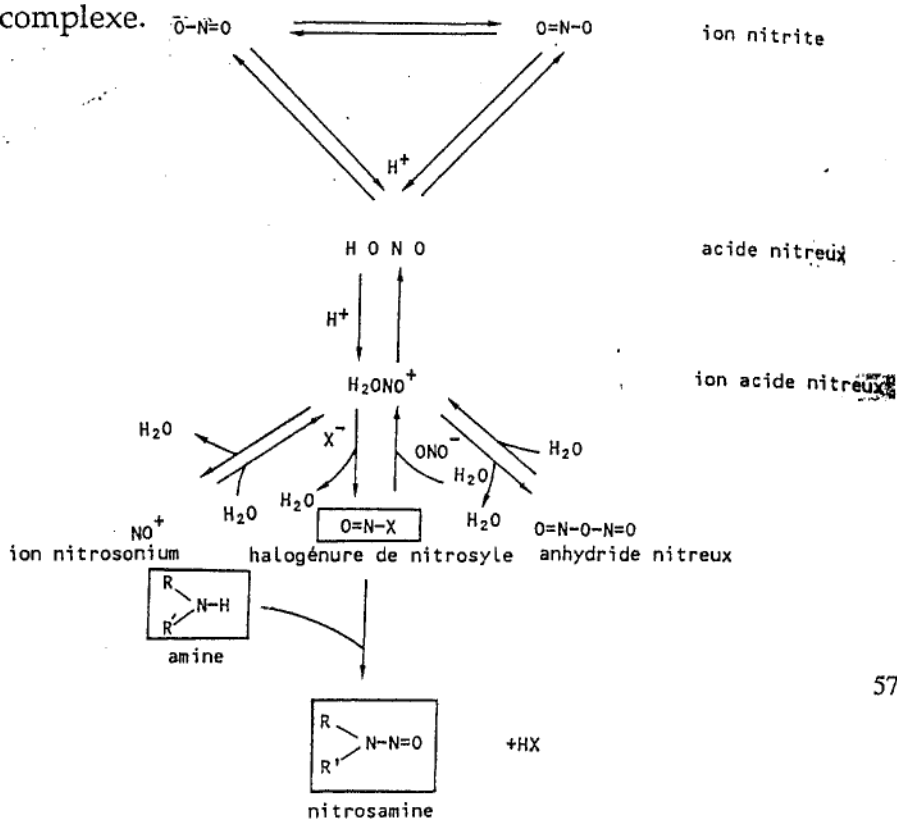 complexe.
Ō-N=O O=N-O ion nitrite
H+
H O N O acide nitreux
H+
H2ONO+ ion acide nitreux
H2O X- ONO- H2O
H2O H2O H2O H2O
NO+ O=N-X O=N-O-N=O
ion nitrosonium halogénure de nitrosyle anhydride nitreux
R
N-H
R'
amine
57
R
N-N=O +HX
R'
nitrosamine